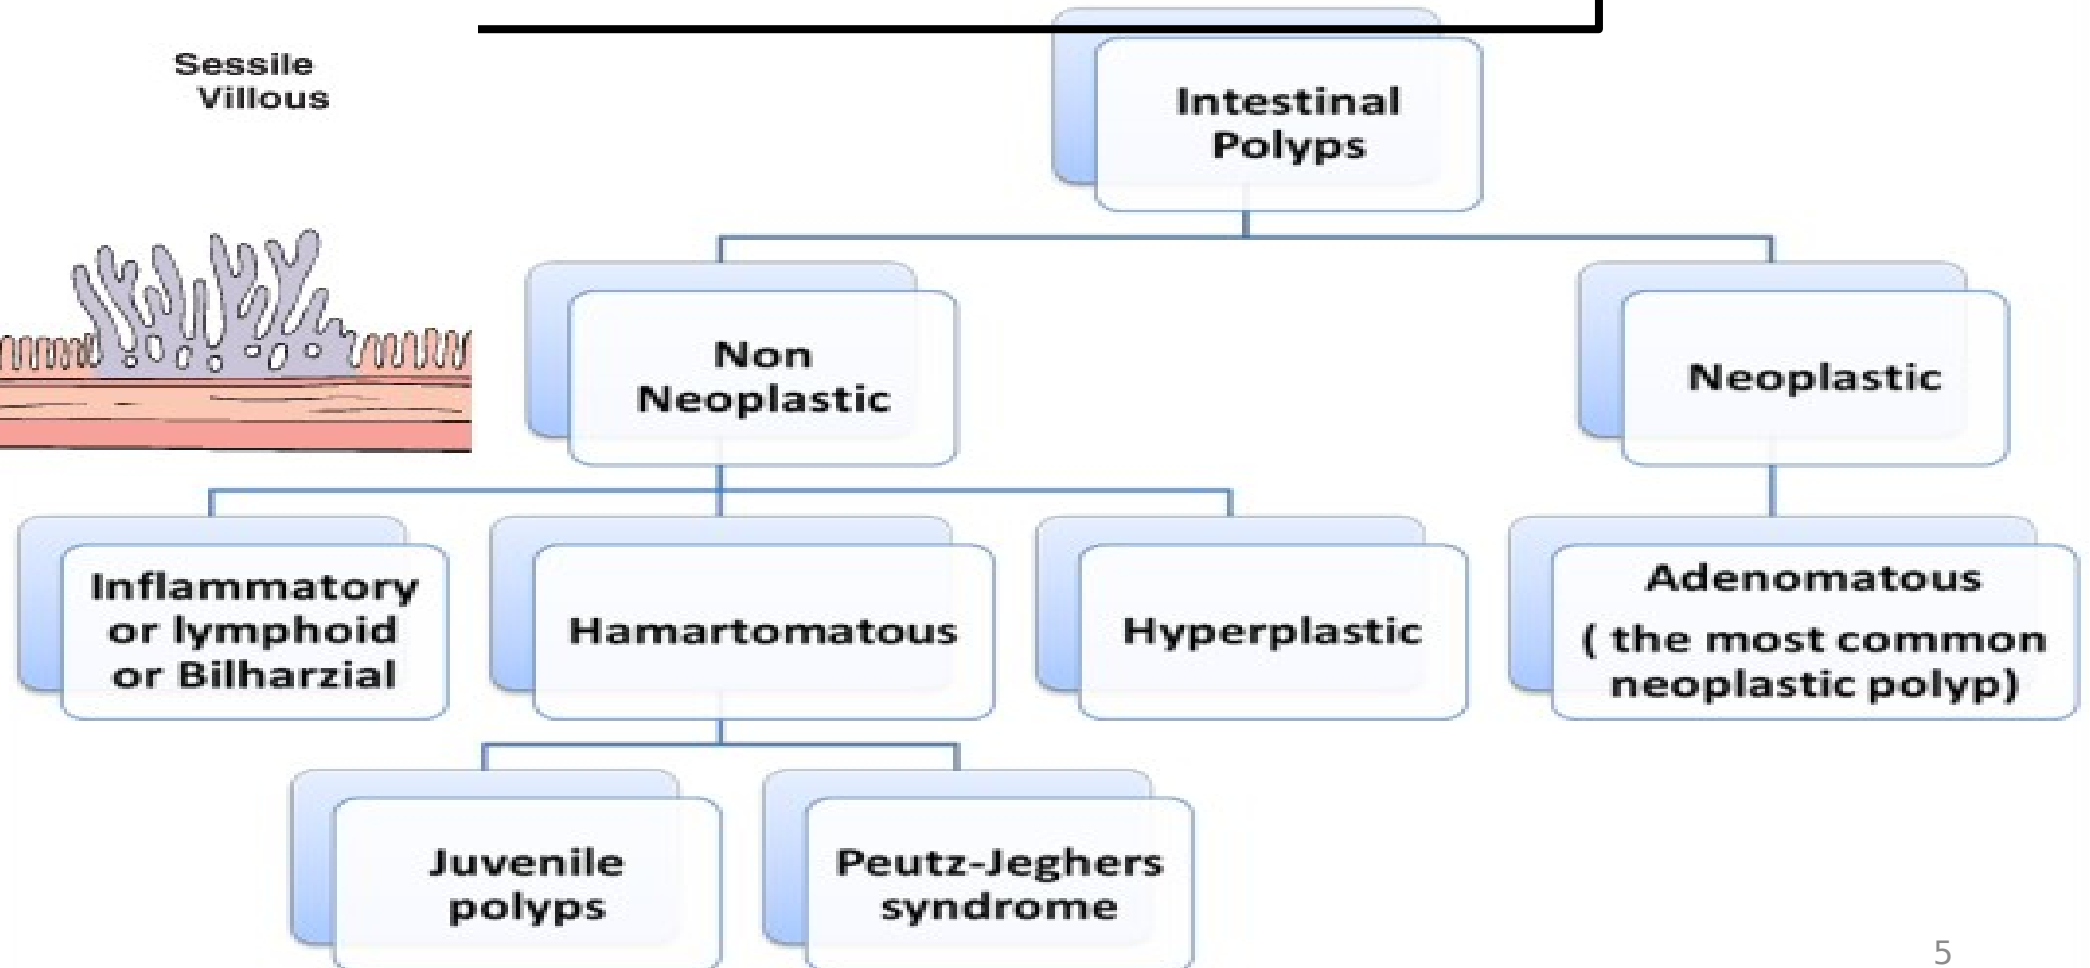 Sessile
Villous
Intestinal
Polyps
Non
Neoplastic
Neoplastic
Inflammatory
or lymphoid
or Bilharzial
Hamartomatous
Hyperplastic
Adenomatous
( the most common
neoplastic polyp)
Juvenile
polyps
Peutz-Jeghers
syndrome
5